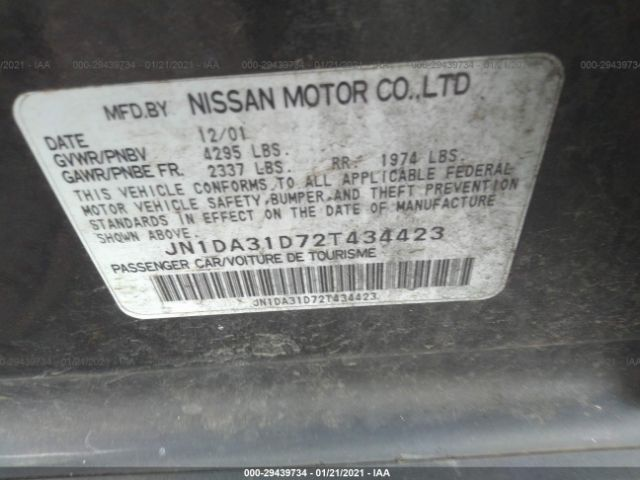 MFD.BY NISSAN MOTOR CO.,LTD
DATE 12/01
GVWR/PNBV 4295 LBS.
GAWR/PNBE FR. 2337 LBS. RR. 1974 LBS.
THIS VEHICLE CONFORMS TO ALL APPLICABLE FEDERAL
MOTOR VEHICLE SAFETY, BUMPER, AND THEFT PREVENTION
STANDARDS IN EFFECT ON THE DATE OF MANUFACTURE
SHOWN ABOVE.
JN1DA31D72T434423
PASSENGER CAR/VOITURE DE TOURISME
JN1DA31D72T434423
000-29439734 - 01/21/2021 - IAA